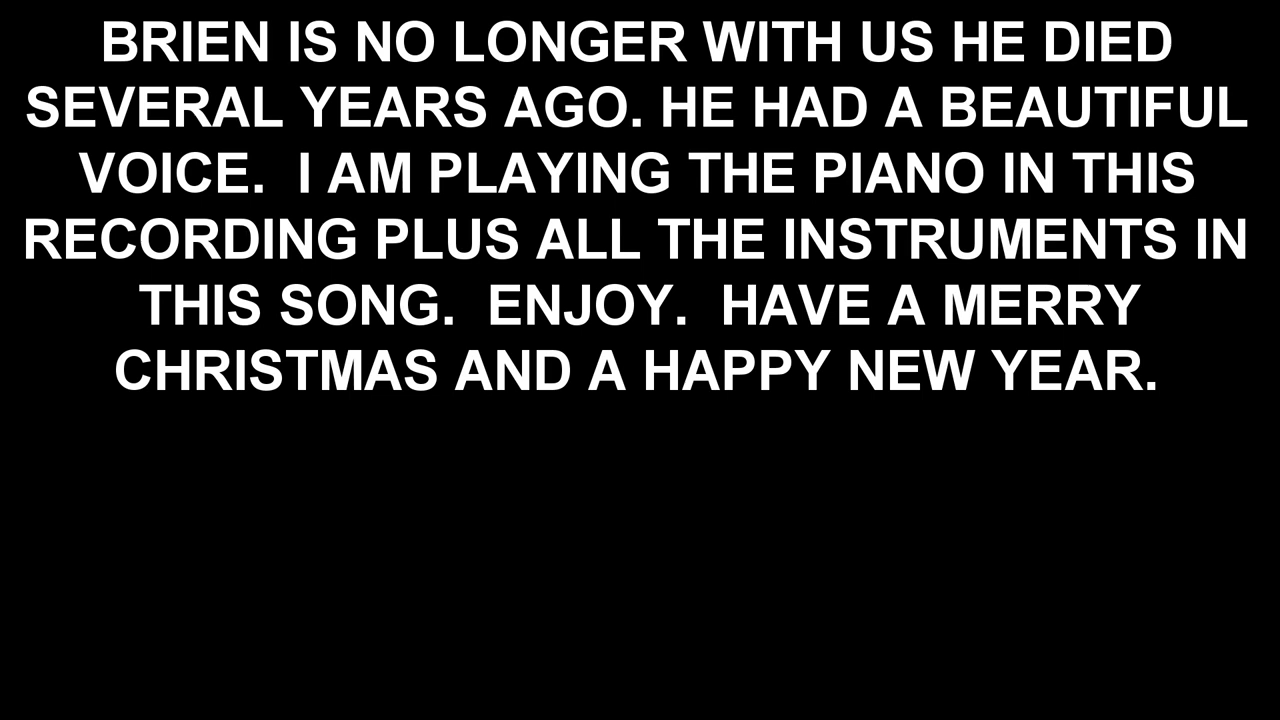 BRIEN IS NO LONGER WITH US HE DIED
SEVERAL YEARS AGO. HE HAD A BEAUTIFUL
VOICE.  I AM PLAYING THE PIANO IN THIS
RECORDING PLUS ALL THE INSTRUMENTS IN
THIS SONG.  ENJOY.  HAVE A MERRY
CHRISTMAS AND A HAPPY NEW YEAR.